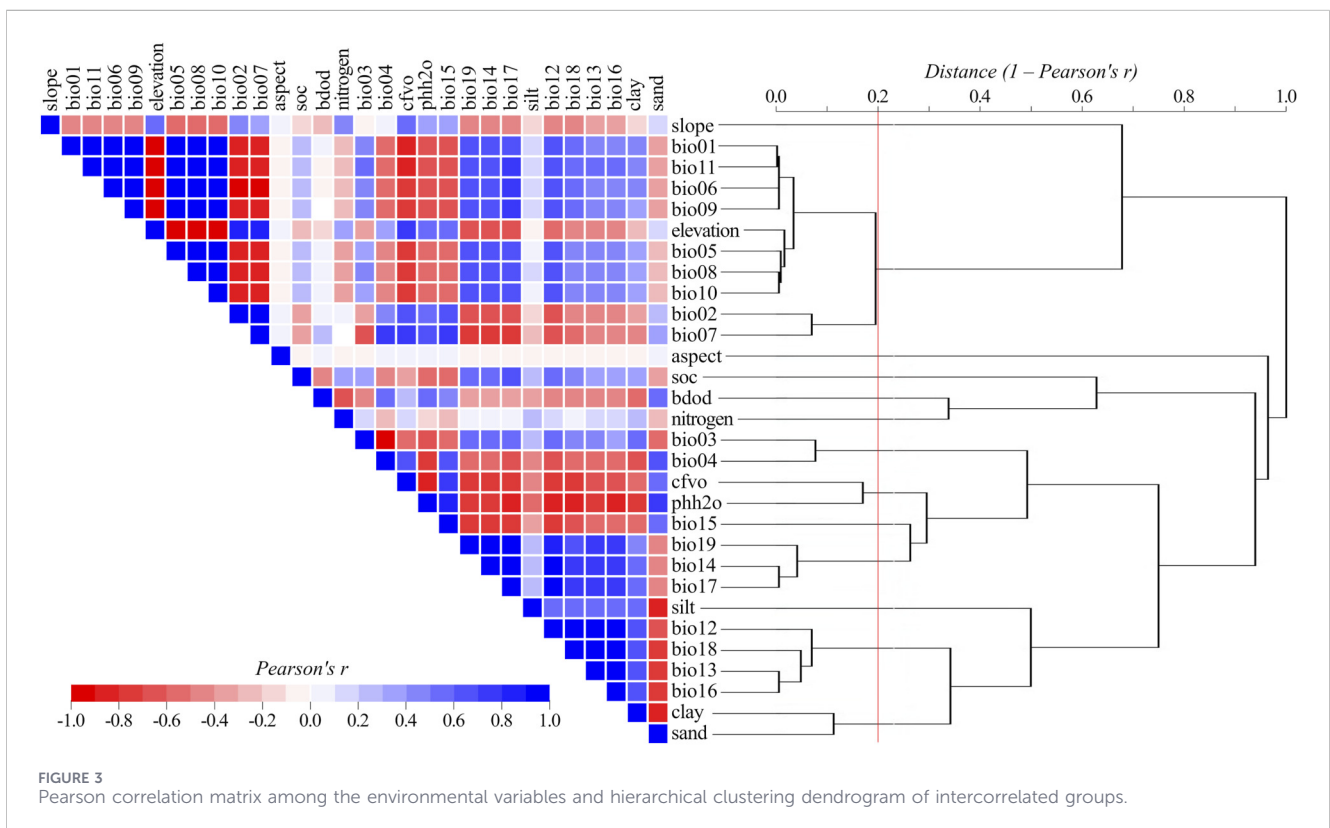 slope bio01 bio11 bio06 bio09 elevation bio05 bio08 bio10 bio02 bio07 aspect soc bdod nitrogen bio03 bio04 cfvo phh2o bio15 bio19 bio14 bio17 silt bio12 bio18 bio13 bio16 clay sand
Distance (1 – Pearson's r)
0.0 0.2 0.4 0.6 0.8 1.0
slope
bio01
bio11
bio06
bio09
elevation
bio05
bio08
bio10
bio02
bio07
aspect
soc
bdod
nitrogen
bio03
bio04
cfvo
phh2o
bio15
bio19
bio14
bio17
silt
bio12
bio18
bio13
bio16
clay
sand
Pearson's r
-1.0 -0.8 -0.6 -0.4 -0.2 0.0 0.2 0.4 0.6 0.8 1.0
FIGURE 3
Pearson correlation matrix among the environmental variables and hierarchical clustering dendrogram of intercorrelated groups.